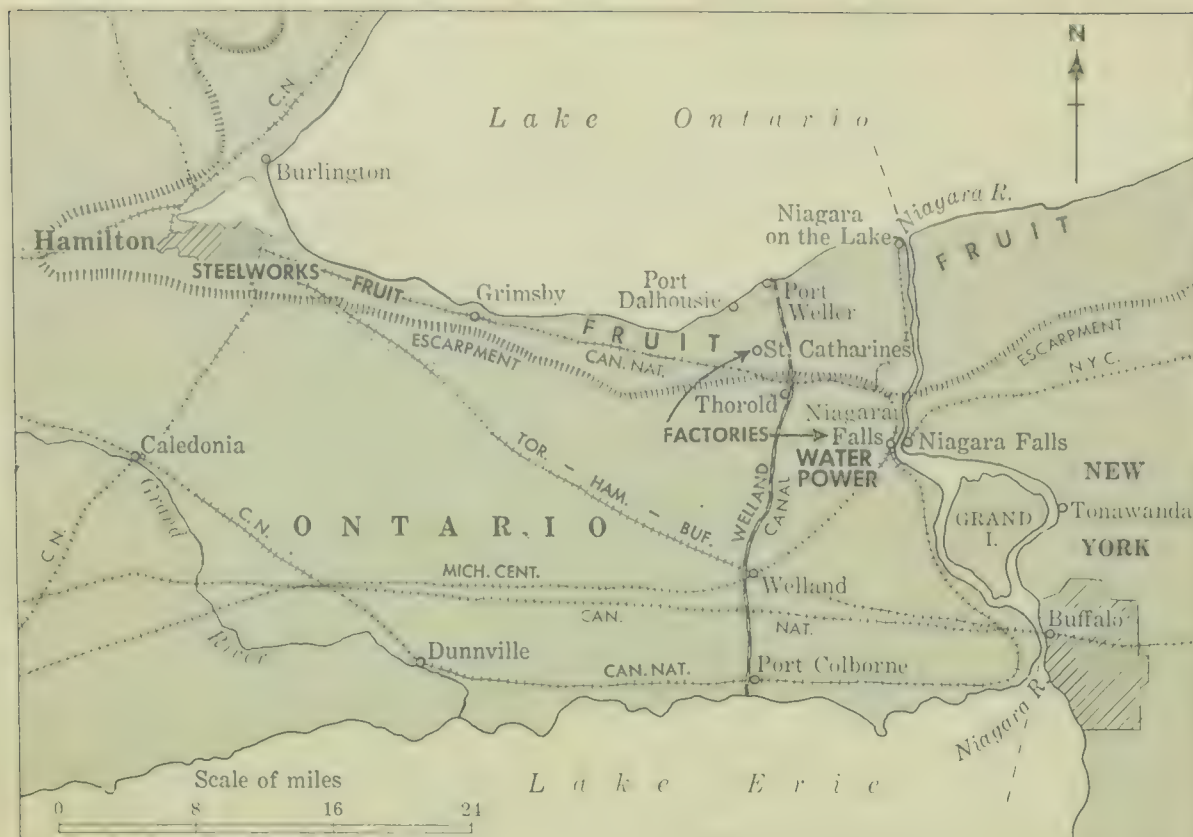 N
C.N
Lake Ontario
Burlington
Niagara R.
Niagara
on the Lake
FRUIT
Hamilton
STEELWORKS
FRUIT
Grimsby
Port
Dalhousie
Port
Weller
FRUIT
ESCARPMENT
CAN. NAT.
St. Catharines
ESCARPMENT
N.Y.C.
Thorold
Niagara
Falls
FACTORIES
Niagara Falls
WATER
POWER
Caledonia
Grand
River
TOR. - HAM. - BUF.
WELLAND
CANAL
NEW
YORK
GRAND
I.
Tonawanda
C.N.
C.N.
ONTARIO
MICH. CENT.
Welland
CAN.
NAT.
Buffalo
Dunnville
CAN. NAT.
Port Colborne
Niagara R.
Scale of miles
0 8 16 24
Lake Erie